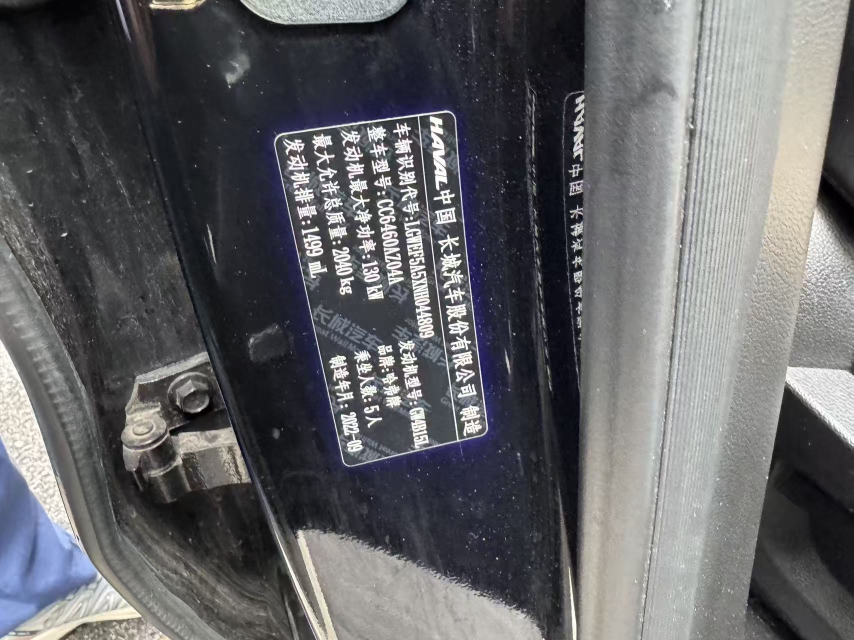 HAVAL 中国 长城汽车股份有限公司 制造
车辆识别代号:LGWEF5A5XNH044809
整车型号:CC6460AZ04A 发动机型号:GW4B15L
发动机最大净功率:130 kW 品牌:哈弗牌
最大允许总质量:2040 kg 乘坐人数:5人
发动机排量:1499 mL 制造年月:2022-09